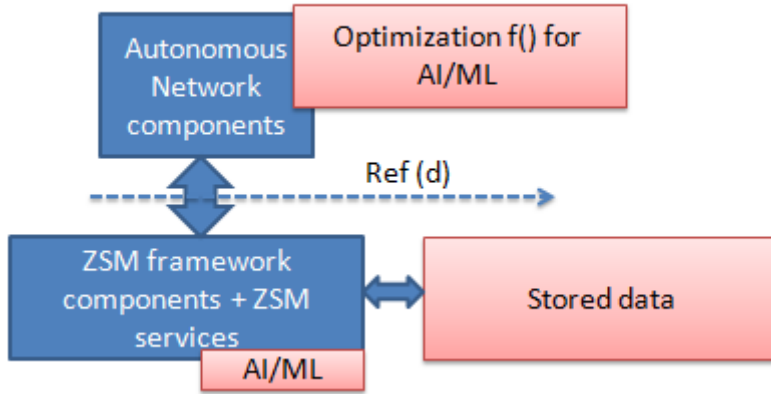 Autonomous
Network
components
Optimization f() for
AI/ML
Ref (d)
ZSM framework
components + ZSM
services
AI/ML
Stored data